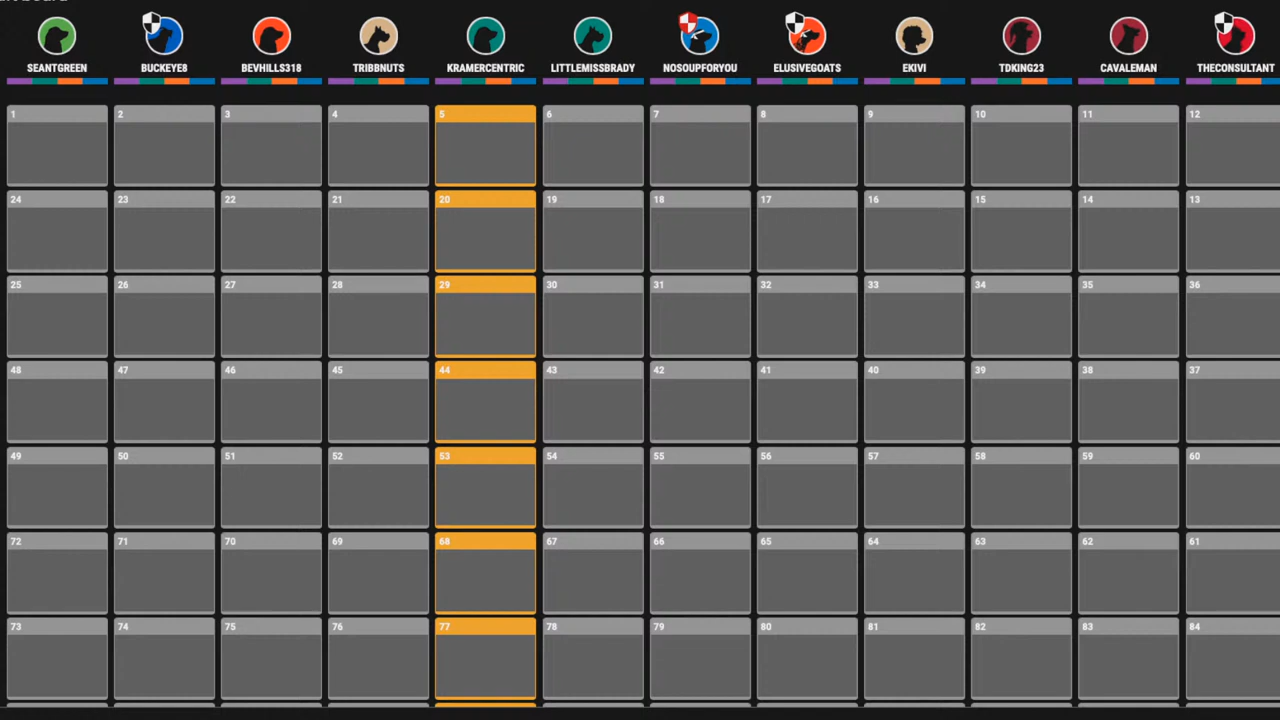 SEANTGREEN BUCKEYE8 BEVHILLS318 TRIBBNUTS KRAMERCENTRIC LITTLEMISSBRADY NOSOUPFORYOU ELUSIVEGOATS EKIVI TDKING23 CAVALEMAN THECONSULTANT
1 2 3 4 5 6 7 8 9 10 11 12
24 23 22 21 20 19 18 17 16 15 14 13
25 26 27 28 29 30 31 32 33 34 35 36
48 47 46 45 44 43 42 41 40 39 38 37
49 50 51 52 53 54 55 56 57 58 59 60
72 71 70 69 68 67 66 65 64 63 62 61
73 74 75 76 77 78 79 80 81 82 83 84